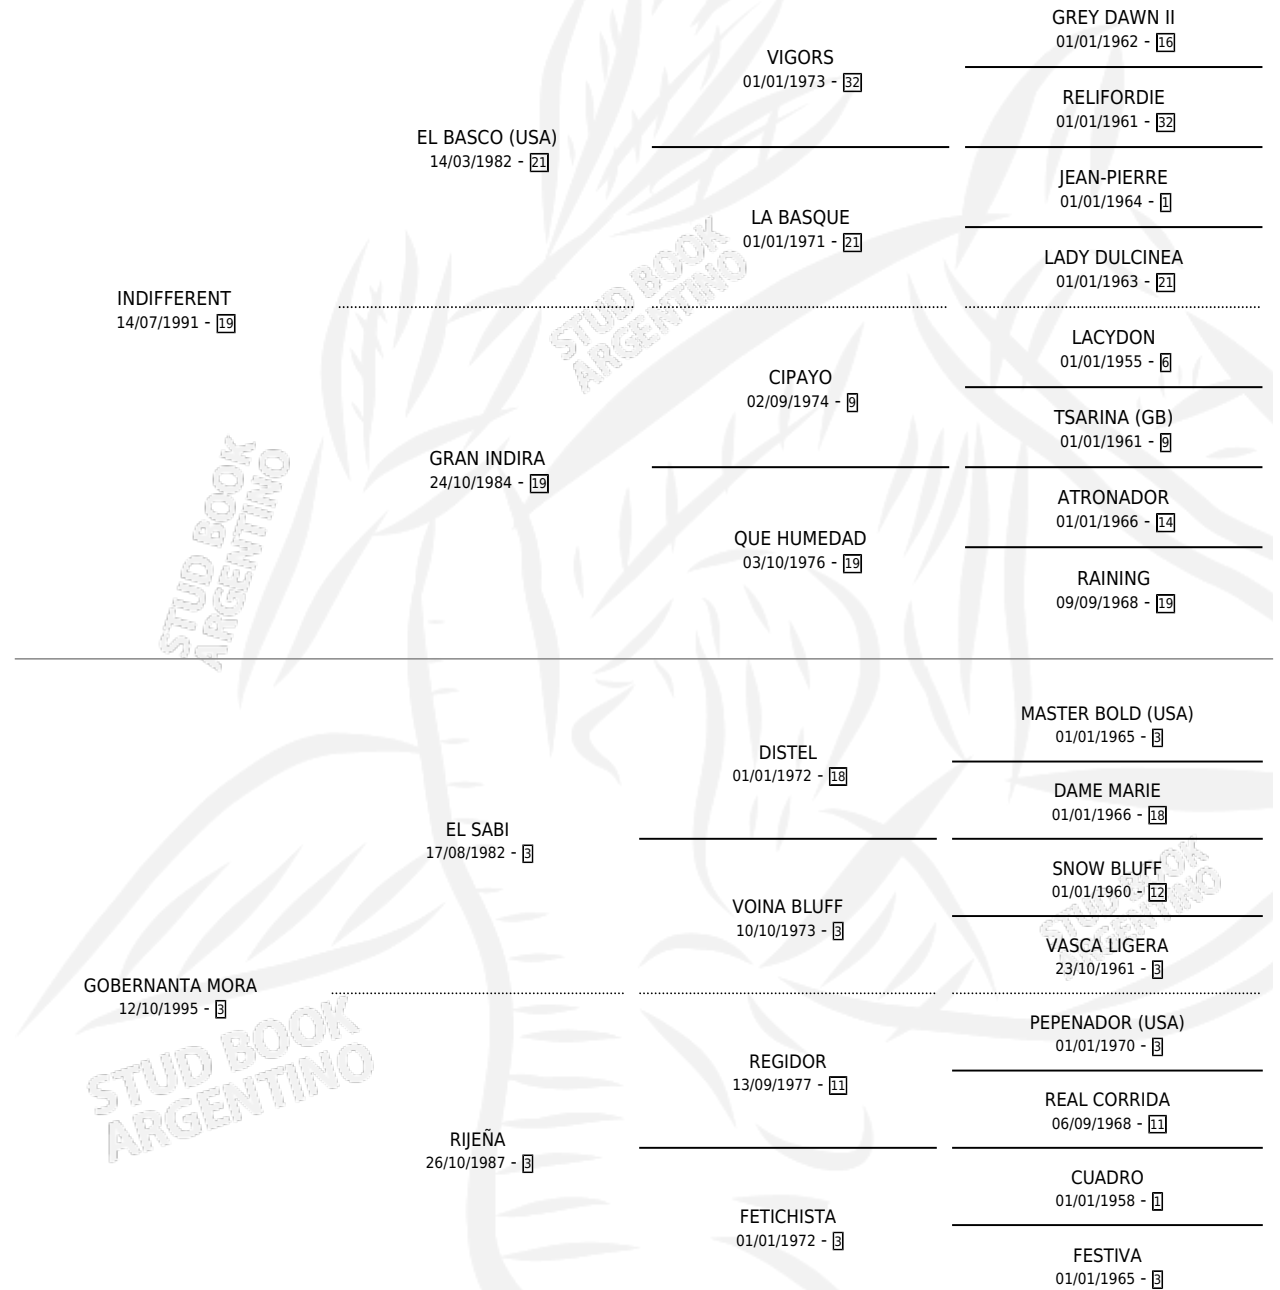 GREY DAWN II
01/01/1962 - 16
VIGORS
01/01/1973 - 32
RELIFORDIE
01/01/1961 - 32
EL BASCO (USA)
14/03/1982 - 21
JEAN-PIERRE
01/01/1964 - 1
LA BASQUE
01/01/1971 - 21
LADY DULCINEA
01/01/1963 - 21
INDIFFERENT
14/07/1991 - 19
LACYDON
01/01/1955 - 6
CIPAYO
02/09/1974 - 9
TSARINA (GB)
01/01/1961 - 9
GRAN INDIRA
24/10/1984 - 19
ATRONADOR
01/01/1966 - 14
QUE HUMEDAD
03/10/1976 - 19
RAINING
09/09/1968 - 19
MASTER BOLD (USA)
01/01/1965 - 3
DISTEL
01/01/1972 - 18
DAME MARIE
01/01/1966 - 18
EL SABI
17/08/1982 - 3
SNOW BLUFF
01/01/1960 - 12
VOINA BLUFF
10/10/1973 - 3
VASCA LIGERA
23/10/1961 - 3
GOBERNANTA MORA
12/10/1995 - 3
PEPENADOR (USA)
01/01/1970 - 3
REGIDOR
13/09/1977 - 11
REAL CORRIDA
06/09/1968 - 11
RIJEÑA
26/10/1987 - 3
CUADRO
01/01/1958 - 1
FETICHISTA
01/01/1972 - 3
FESTIVA
01/01/1965 - 3
STUD BOOK
ARGENTINO
STUD BOOK
ARGENTINO
STUD BOOK
ARGENTINO
STUD BOOK
ARGENTINO